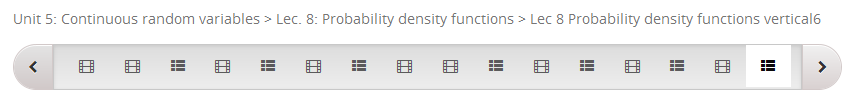 Unit 5: Continuous random variables > Lec. 8: Probability density functions > Lec 8 Probability density functions vertical6